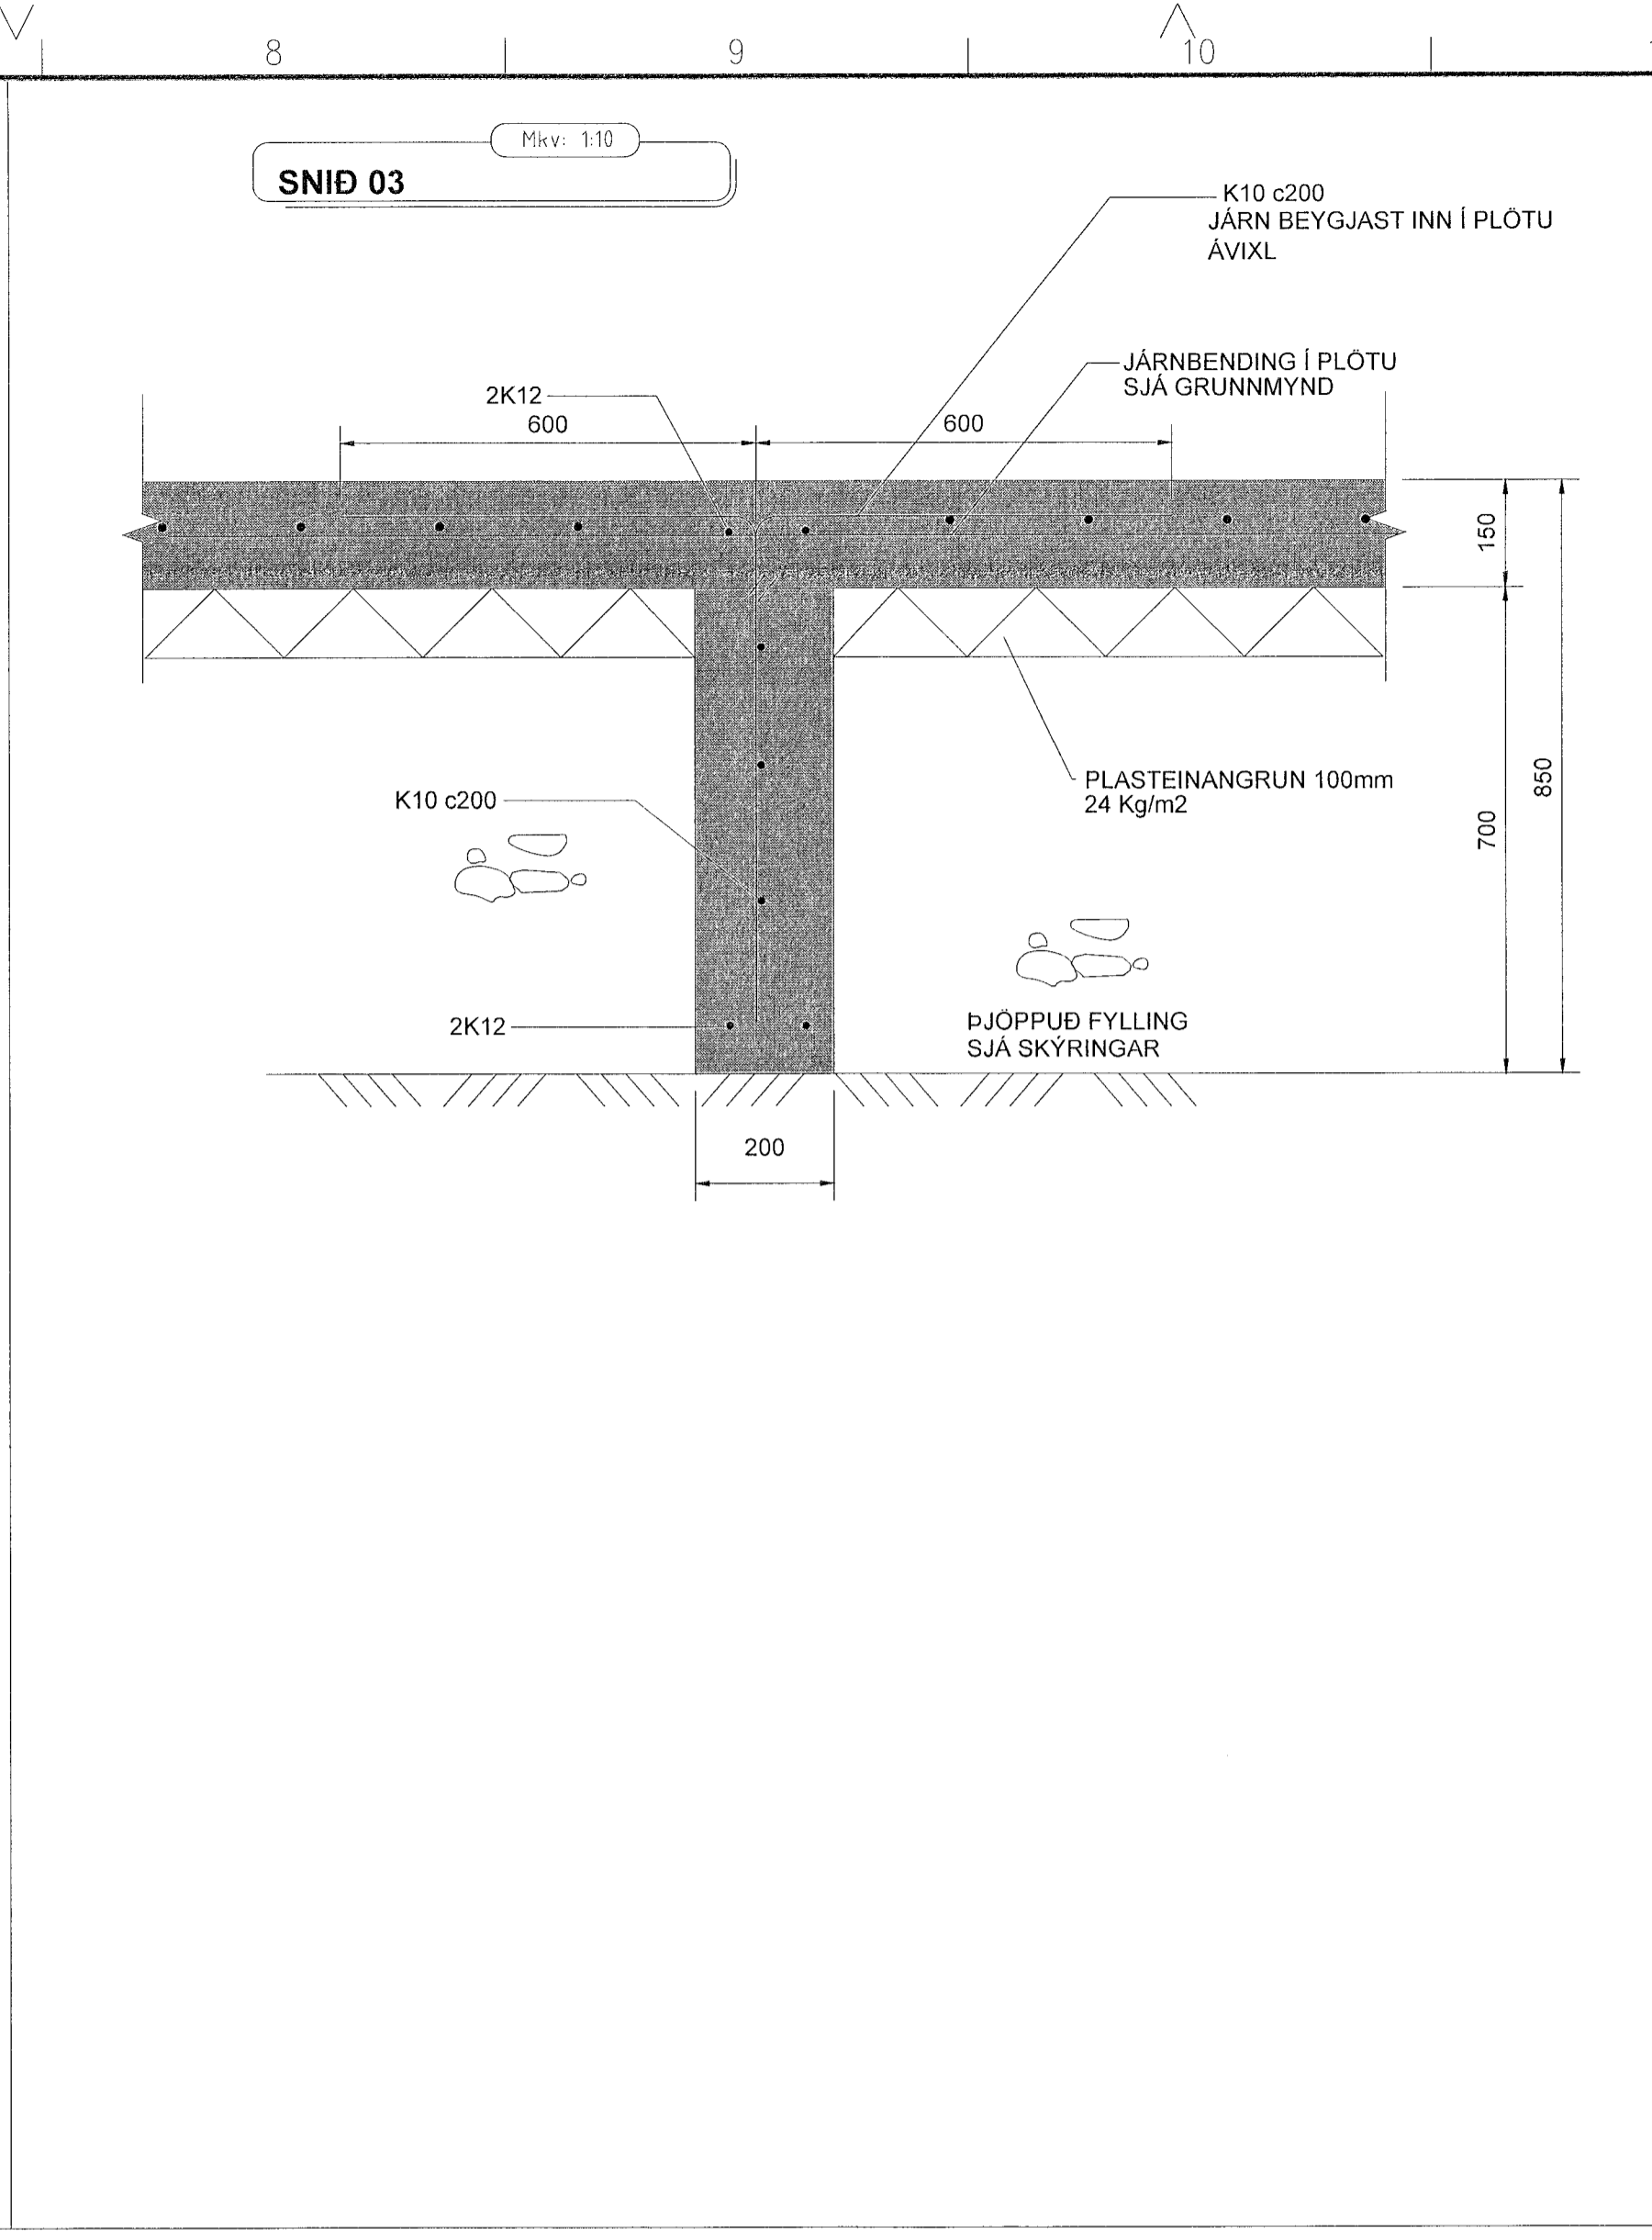 8
9
10
Mkv: 1:10
SNIÐ 03
K10 c200
JÁRN BEYGJAST INN Í PLÖTU
ÁVIXL
JÁRNBENDING Í PLÖTU
SJÁ GRUNNMYND
2K12
600
600
150
850
700
PLASTEINANGRUN 100mm
24 Kg/m2
K10 c200
2K12
ÞJÖPPUÐ FYLLING
SJÁ SKÝRINGAR
200